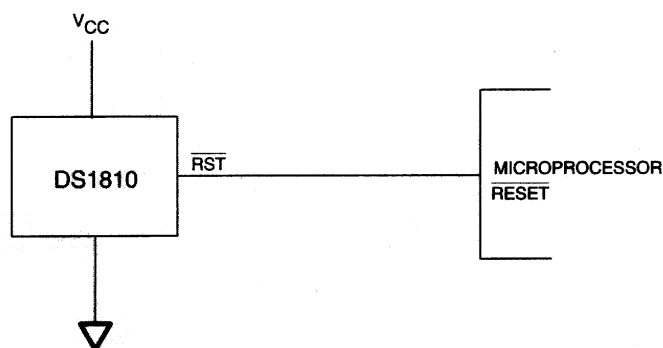 VCC
DS1810
RST
MICROPROCESSOR
RESET